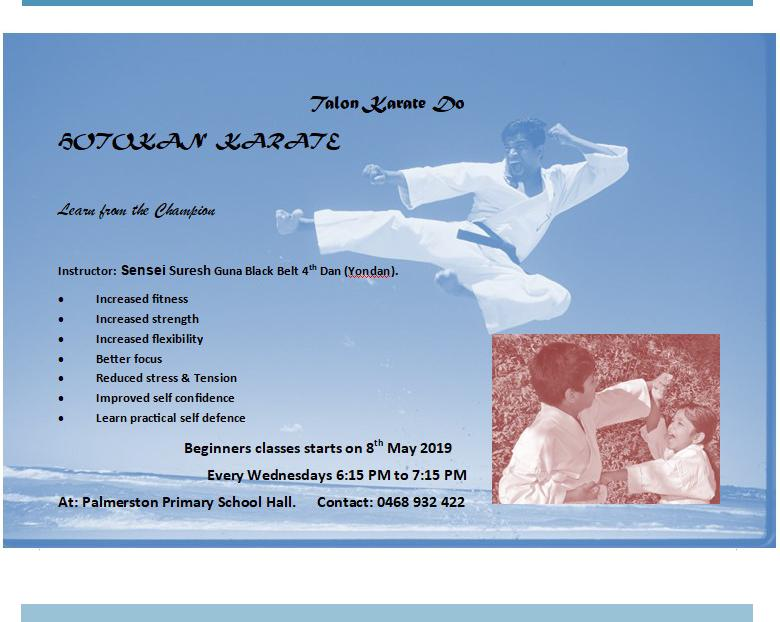 Talon Karate Do
HOTOKAN KARATE
Learn from the Champion
Instructor: Sensei Suresh Guna Black Belt 4th Dan (Yondan).
• Increased fitness
• Increased strength
• Increased flexibility
• Better focus
• Reduced stress & Tension
• Improved self confidence
• Learn practical self defence
Beginners classes starts on 8th May 2019
Every Wednesdays 6:15 PM to 7:15 PM
At: Palmerston Primary School Hall. Contact: 0468 932 422